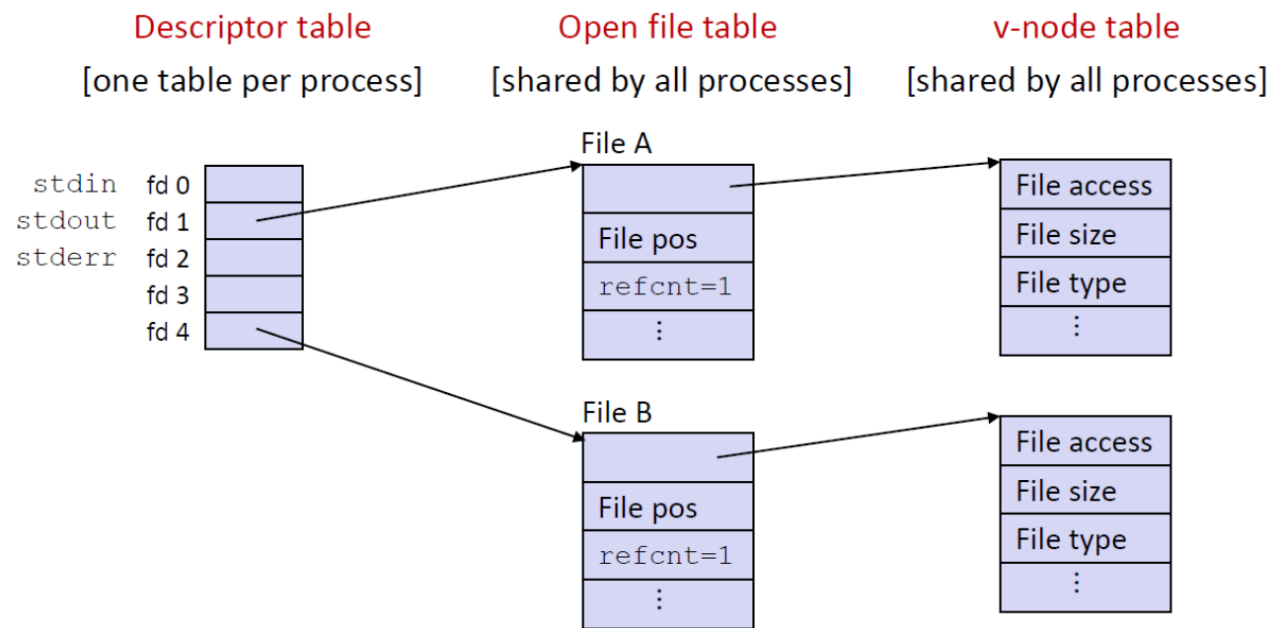 Descriptor table
[one table per process]
Open file table
[shared by all processes]
v-node table
[shared by all processes]
stdin fd 0
stdout fd 1
stderr fd 2
fd 3
fd 4
File A
File pos
refcnt=1
⋮
File access
File size
File type
⋮
File B
File pos
refcnt=1
⋮
File access
File size
File type
⋮